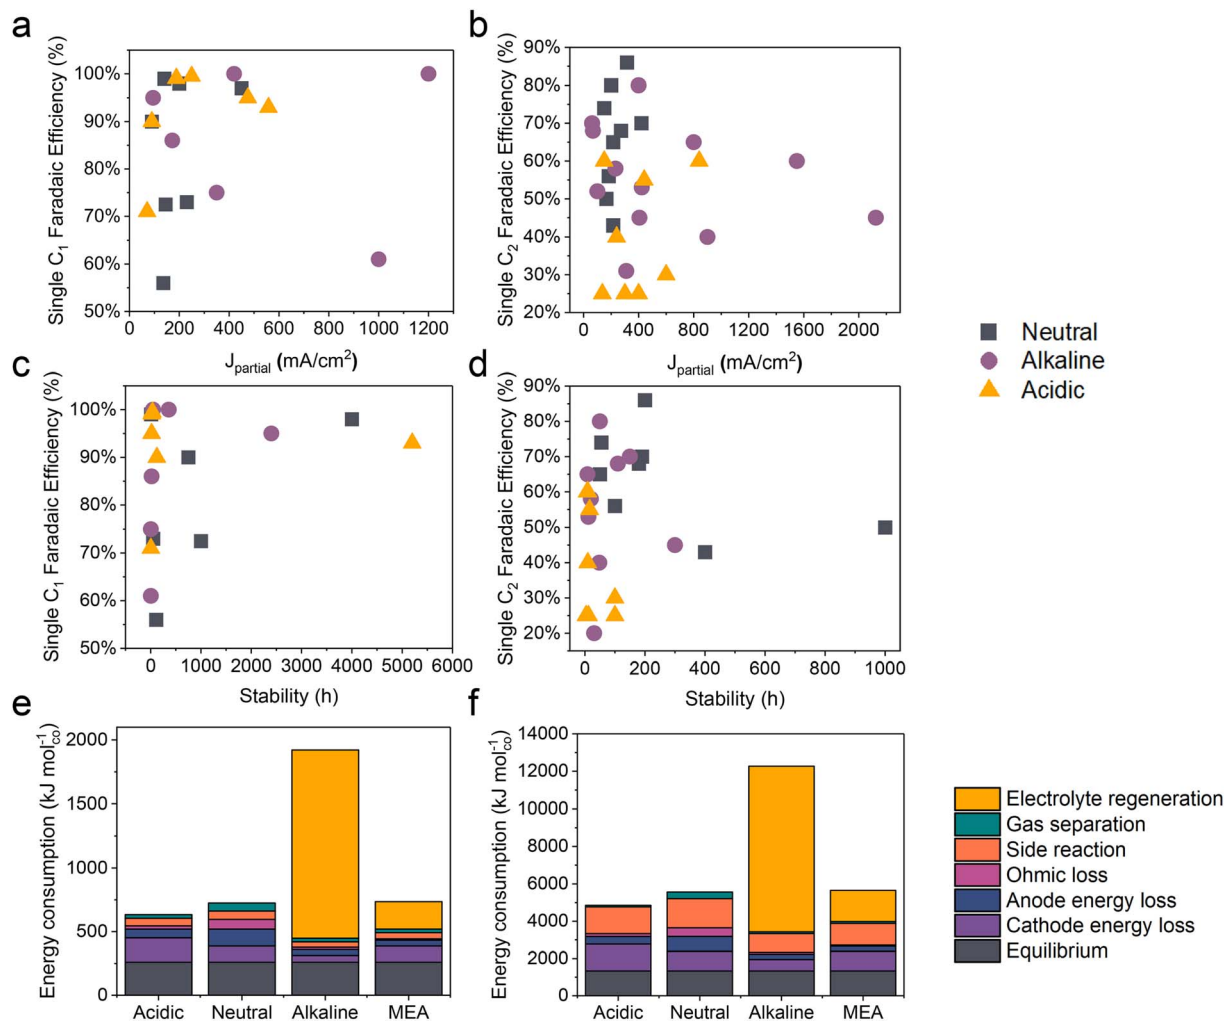 a
Single C1 Faradaic Efficiency (%)
100%
90%
80%
70%
60%
50%
0 200 400 600 800 1000 1200
Jpartial (mA/cm²)
b
Single C2 Faradaic Efficiency (%)
90%
80%
70%
60%
50%
40%
30%
20%
0 400 800 1200 1600 2000
Jpartial (mA/cm²)
Neutral
Alkaline
Acidic
c
Single C1 Faradaic Efficiency (%)
100%
90%
80%
70%
60%
50%
0 1000 2000 3000 4000 5000 6000
Stability (h)
d
Single C2 Faradaic Efficiency (%)
90%
80%
70%
60%
50%
40%
30%
20%
0 200 400 600 800 1000
Stability (h)
e
Energy consumption (kJ mol⁻¹co)
2000
1500
1000
500
0
Acidic Neutral Alkaline MEA
f
Energy consumption (kJ mol⁻¹co)
14000
12000
10000
8000
6000
4000
2000
0
Acidic Neutral Alkaline MEA
Electrolyte regeneration
Gas separation
Side reaction
Ohmic loss
Anode energy loss
Cathode energy loss
Equilibrium